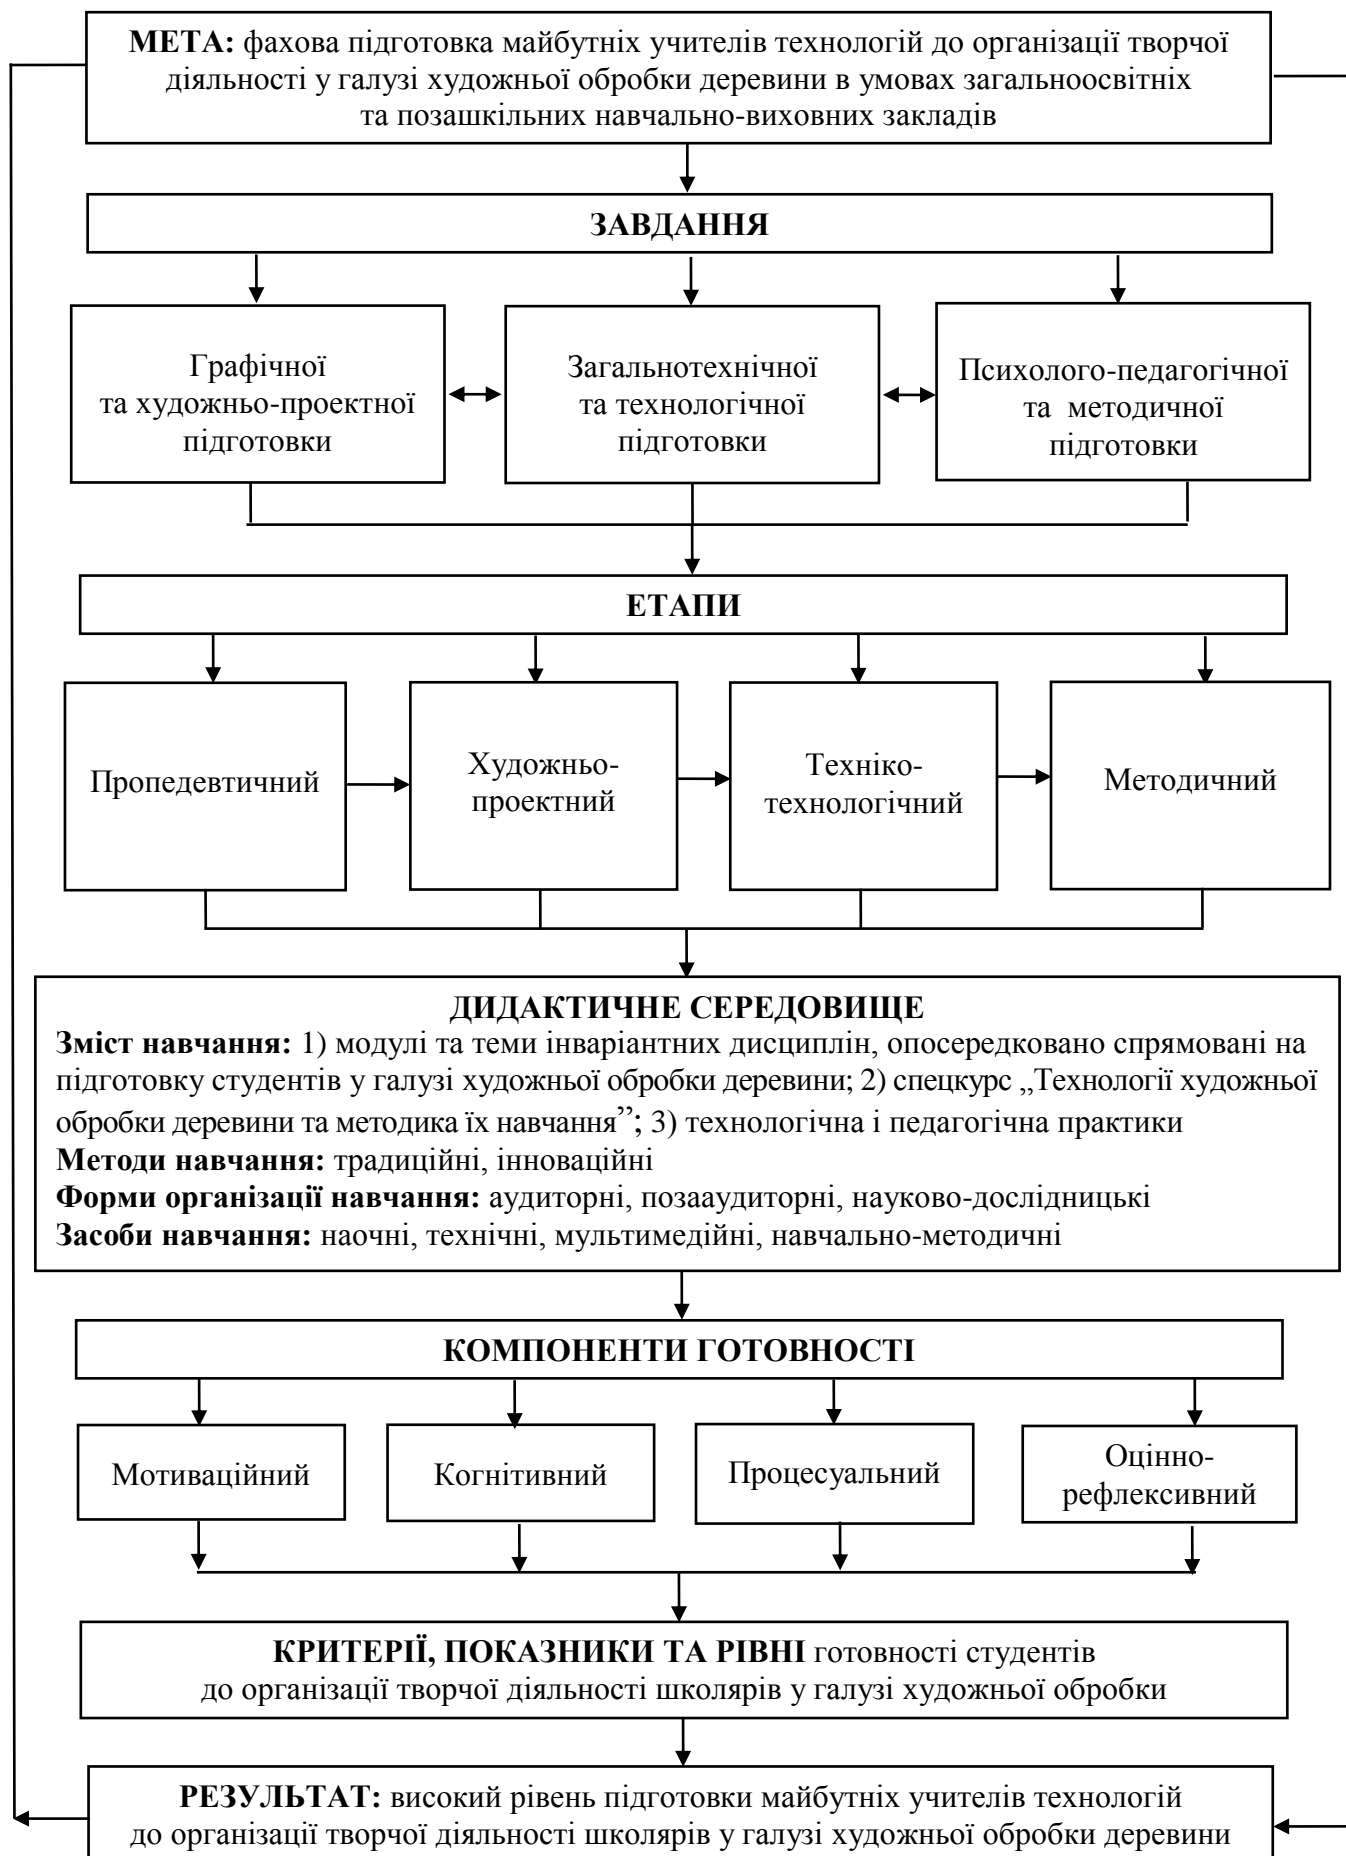 МЕТА: фахова підготовка майбутніх учителів технологій до організації творчої
діяльності у галузі художньої обробки деревини в умовах загальноосвітніх
та позашкільних навчально-виховних закладів
ЗАВДАННЯ
Графічної
та художньо-проектної
підготовки
Загальнотехнічної
та технологічної
підготовки
Психолого-педагогічної
та методичної
підготовки
ЕТАПИ
Пропедевтичний
Художньо-
проектний
Техніко-
технологічний
Методичний
ДИДАКТИЧНЕ СЕРЕДОВИЩЕ
Зміст навчання: 1) модулі та теми інваріантних дисциплін, опосередковано спрямовані на
підготовку студентів у галузі художньої обробки деревини; 2) спецкурс „Технології художньої
обробки деревини та методика їх навчання”; 3) технологічна і педагогічна практики
Методи навчання: традиційні, інноваційні
Форми організації навчання: аудиторні, позааудиторні, науково-дослідницькі
Засоби навчання: наочні, технічні, мультимедійні, навчально-методичні
КОМПОНЕНТИ ГОТОВНОСТІ
Мотиваційний
Когнітивний
Процесуальний
Оцінно-
рефлексивний
КРИТЕРІЇ, ПОКАЗНИКИ ТА РІВНІ готовності студентів
до організації творчої діяльності школярів у галузі художньої обробки
РЕЗУЛЬТАТ: високий рівень підготовки майбутніх учителів технологій
до організації творчої діяльності школярів у галузі художньої обробки деревини